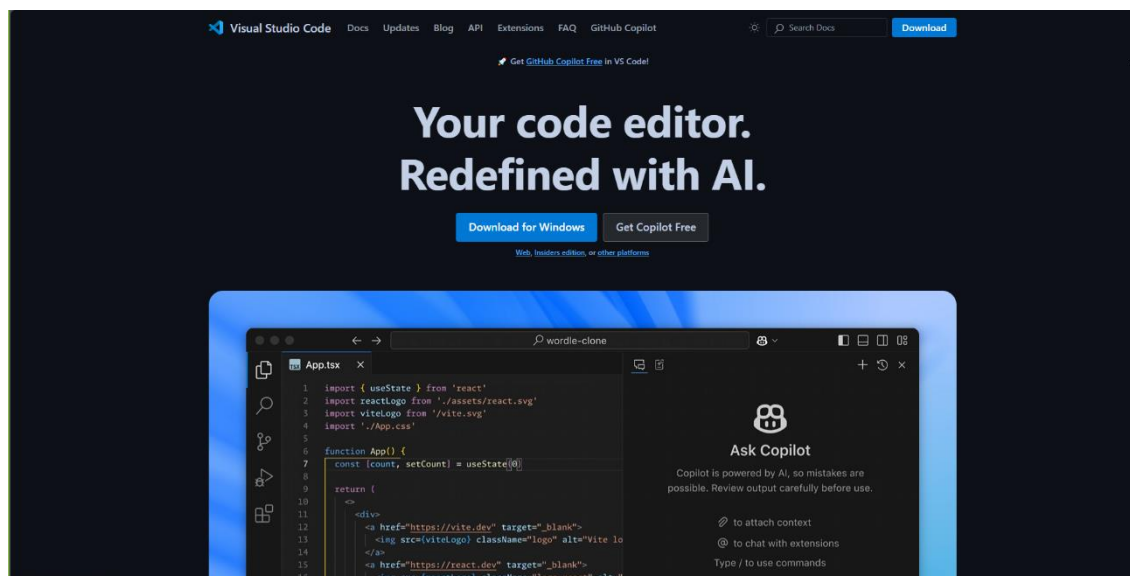 Visual Studio Code Docs Updates Blog API Extensions FAQ GitHub Copilot Search Docs Download
🚀 Get GitHub Copilot Free in VS Code!
Your code editor.
Redefined with AI.
Download for Windows Get Copilot Free
Web, Insiders edition, or other platforms
wordle-clone
App.tsx
1 import { useState } from 'react'
2 import reactLogo from './assets/react.svg'
3 import viteLogo from '/vite.svg'
4 import './App.css'
5
6 function App() {
7 const [count, setCount] = useState(0)
8
9 return (
10 <>
11 <div>
12 <a href="https://vite.dev" target="_blank">
13 <img src={viteLogo} className="logo" alt="Vite lo
14 </a>
15 <a href="https://react.dev" target="_blank">
Ask Copilot
Copilot is powered by AI, so mistakes are
possible. Review output carefully before use.
to attach context
@ to chat with extensions
Type / to use commands